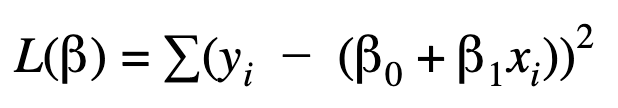 L(β) = ∑(yᵢ − (β₀ + β₁xᵢ))²